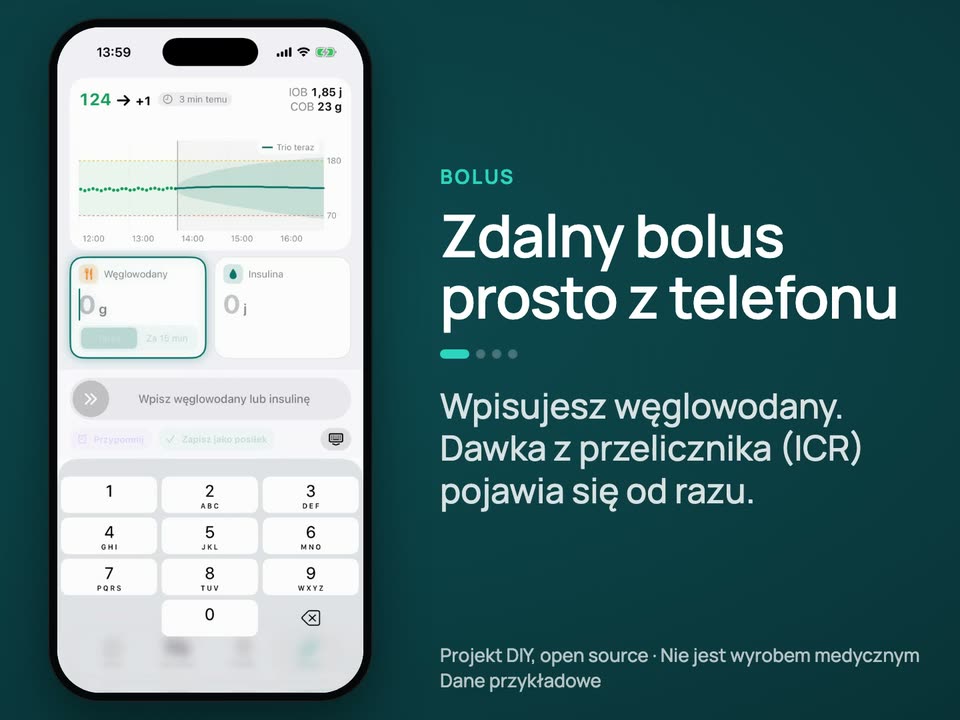 13:59
124 → +1 3 min temu
IOB 1,85 j
COB 23 g
Trio teraz
180
70
12:00 13:00 14:00 15:00 16:00
Węglowodany
0 g
Za 15 min
Insulina
0 j
Wpisz węglowodany lub insulinę
Przypomnij
Zapisz jako posiłek
1 2 3
ABC DEF
4 5 6
GHI JKL MNO
7 8 9
PQRS TUV WXYZ
0
BOLUS
Zdalny bolus
prosto z telefonu
Wpisujesz węglowodany.
Dawka z przelicznika (ICR)
pojawia się od razu.
Projekt DIY, open source · Nie jest wyrobem medycznym
Dane przykładowe